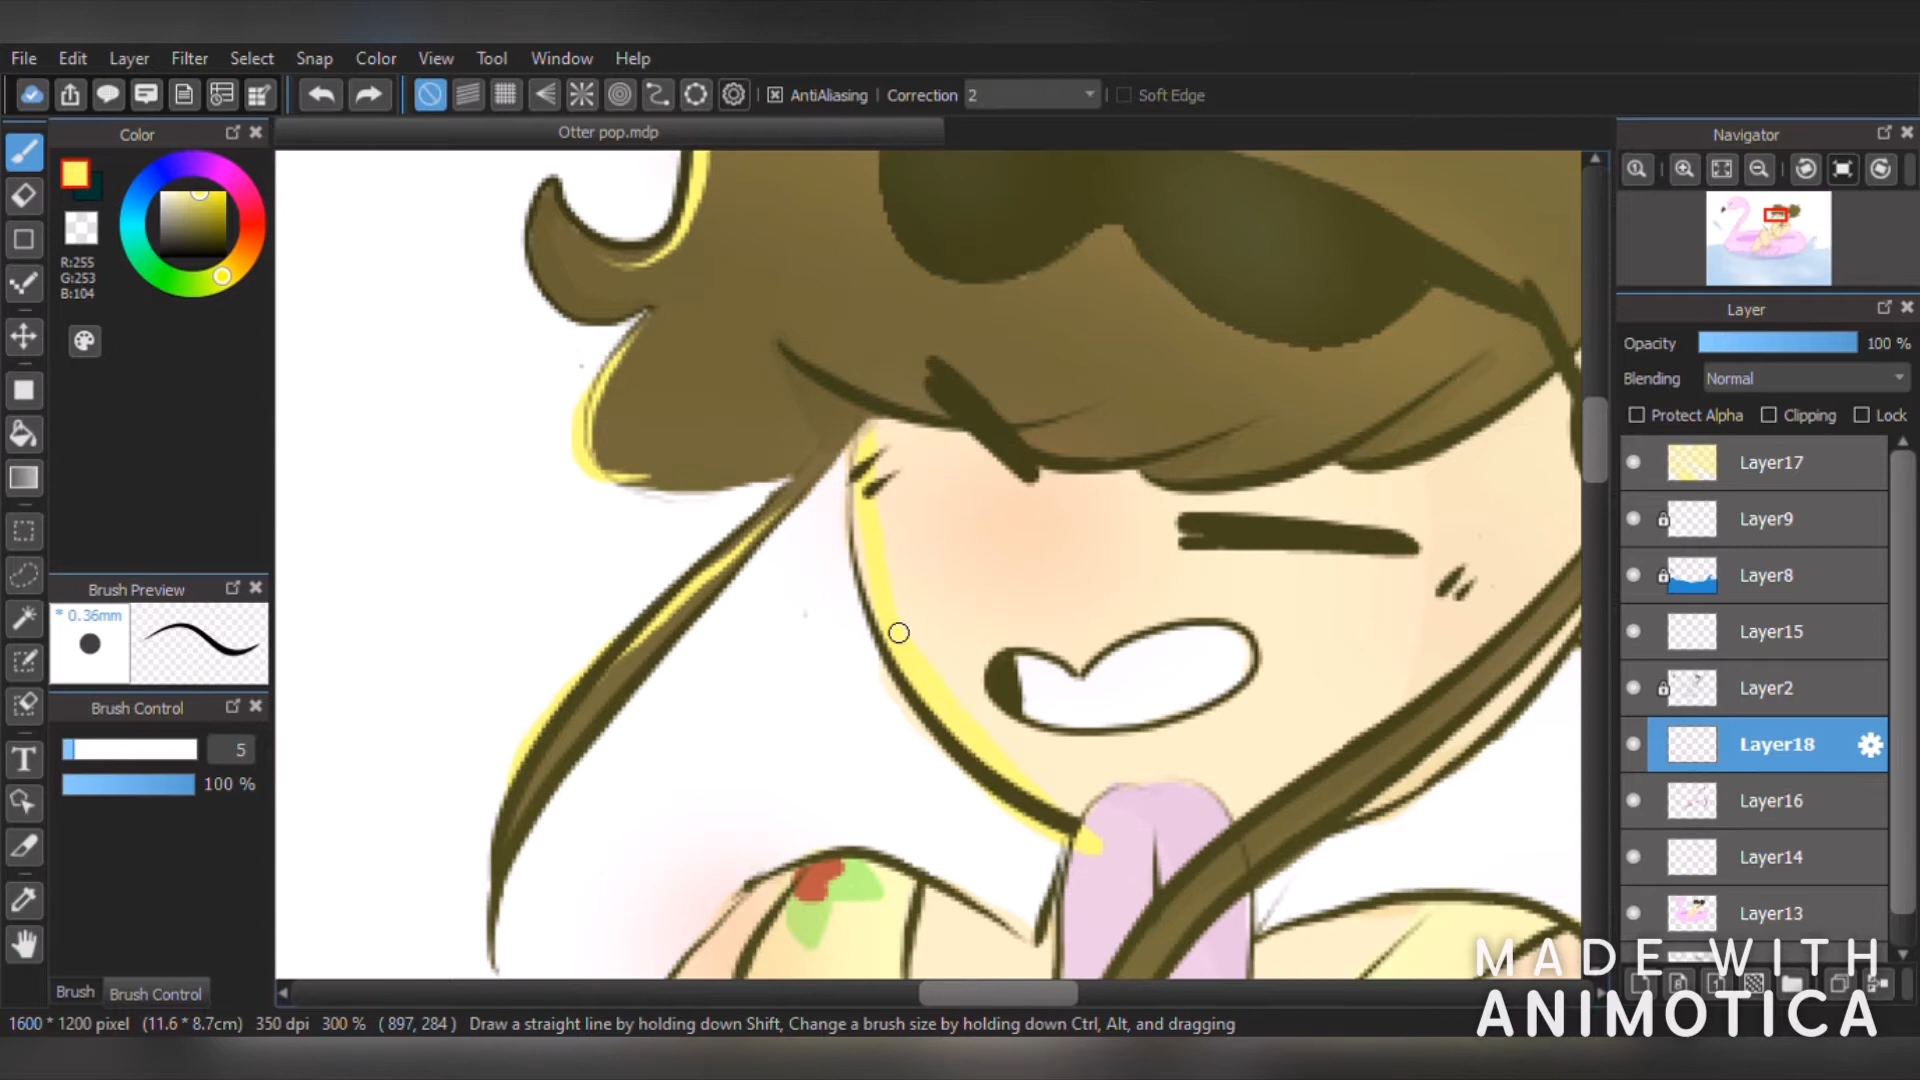 File Edit Layer Filter Select Snap Color View Tool Window Help
AntiAliasing Correction 2 Soft Edge
Otter pop.mdp
Color
R:255
G:253
B:104
Brush Preview
* 0.36mm
Brush Control
5
100 %
Brush Brush Control
Navigator
Layer
Opacity 100 %
Blending Normal
Protect Alpha Clipping Lock
Layer17
Layer9
Layer8
Layer15
Layer2
Layer18
Layer16
Layer14
Layer13
MADE WITH
ANIMOTICA
1600 * 1200 pixel (11.6 * 8.7cm) 350 dpi 300 % ( 897, 284 ) Draw a straight line by holding down Shift, Change a brush size by holding down Ctrl, Alt, and dragging